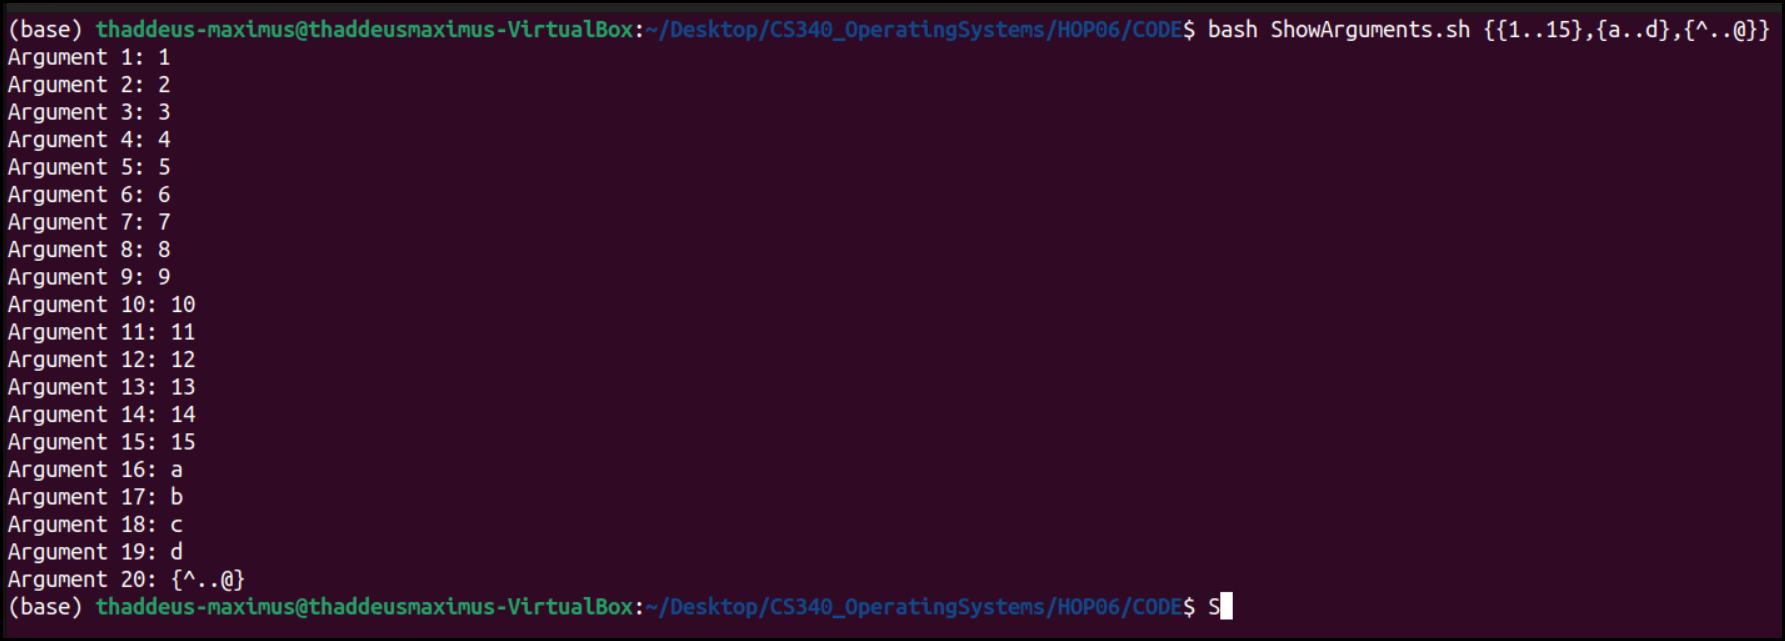 (base) thaddeus-maximus@thaddeusmaximus-VirtualBox:~/Desktop/CS340_OperatingSystems/HOP06/CODE$ bash ShowArguments.sh {{1..15},{a..d},{^..@}}
Argument 1: 1
Argument 2: 2
Argument 3: 3
Argument 4: 4
Argument 5: 5
Argument 6: 6
Argument 7: 7
Argument 8: 8
Argument 9: 9
Argument 10: 10
Argument 11: 11
Argument 12: 12
Argument 13: 13
Argument 14: 14
Argument 15: 15
Argument 16: a
Argument 17: b
Argument 18: c
Argument 19: d
Argument 20: {^..@}
(base) thaddeus-maximus@thaddeusmaximus-VirtualBox:~/Desktop/CS340_OperatingSystems/HOP06/CODE$ S